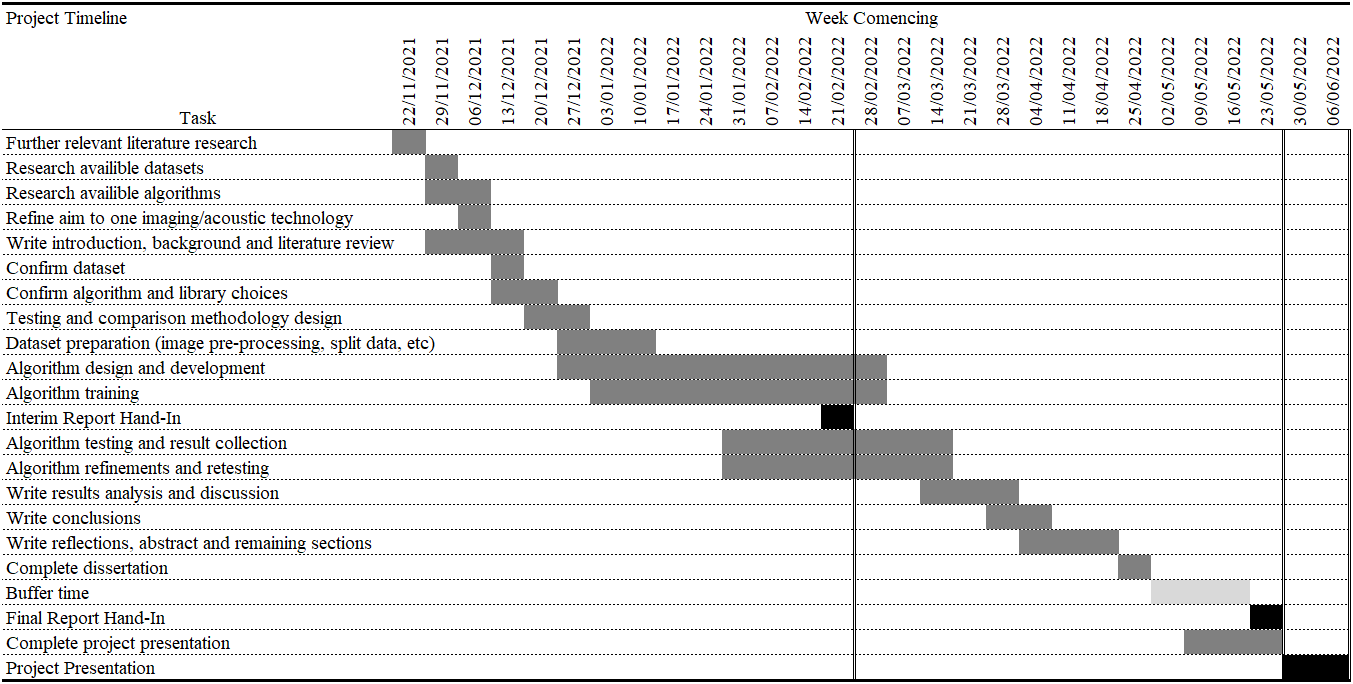 Project Timeline Week Comencing
Task 22/11/2021 29/11/2021 06/12/2021 13/12/2021 20/12/2021 27/12/2021 03/01/2022 10/01/2022 17/01/2022 24/01/2022 31/01/2022 07/02/2022 14/02/2022 21/02/2022 28/02/2022 07/03/2022 14/03/2022 21/03/2022 28/03/2022 04/04/2022 11/04/2022 18/04/2022 25/04/2022 02/05/2022 09/05/2022 16/05/2022 23/05/2022 30/05/2022 06/06/2022
Further relevant literature research
Research availible datasets
Research availible algorithms
Refine aim to one imaging/acoustic technology
Write introduction, background and literature review
Confirm dataset
Confirm algorithm and library choices
Testing and comparison methodology design
Dataset preparation (image pre-processing, split data, etc)
Algorithm design and development
Algorithm training
Interim Report Hand-In
Algorithm testing and result collection
Algorithm refinements and retesting
Write results analysis and discussion
Write conclusions
Write reflections, abstract and remaining sections
Complete dissertation
Buffer time
Final Report Hand-In
Complete project presentation
Project Presentation